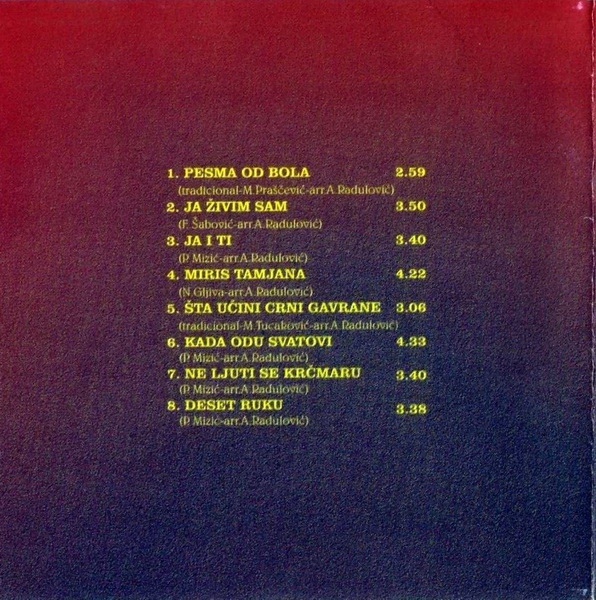 1. PESMA OD BOLA 2.59
(tradicional-M.Praščević-arr.A.Radulović)
2. JA ŽIVIM SAM 3.50
(F. Šabović-arr.A.Radulović)
3. JA I TI 3.40
(P. Mizić-arr.A.Radulović)
4. MIRIS TAMJANA 4.22
(N.Gljiva-arr.A.Radulović)
5. ŠTA UČINI CRNI GAVRANE 3.06
(tradicional-M.Tucaković-arr.A.Radulović)
6. KADA ODU SVATOVI 4.33
(P. Mizić-arr.A.Radulović)
7. NE LJUTI SE KRČMARU 3.40
(P. Mizić-arr.A.Radulović)
8. DESET RUKU 3.38
(P. Mizić-arr.A.Radulović)